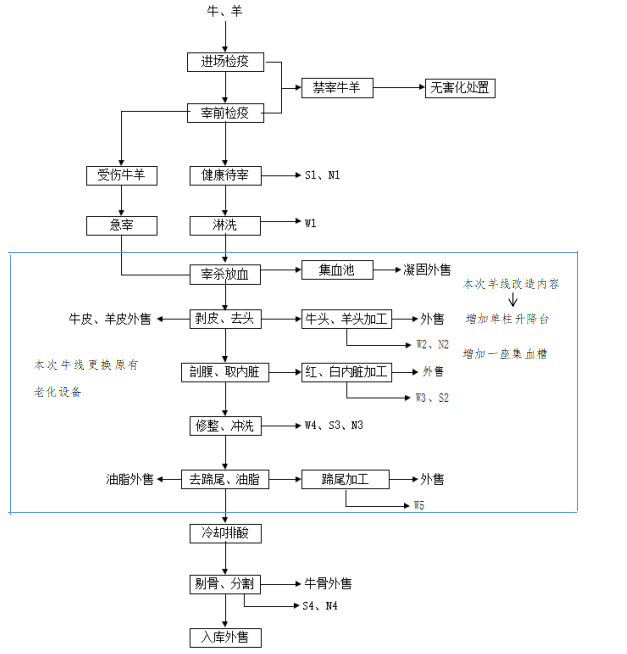 牛、羊
进场检疫
禁宰牛羊
无害化处置
宰前检疫
受伤牛羊
健康待宰
S1、N1
急宰
淋洗
W1
宰杀放血
集血池
凝固外售
本次羊线改造内容
牛皮、羊皮外售
剥皮、去头
牛头、羊头加工
外售
增加单柱升降台
W2、N2
增加一座集血槽
本次牛线更换原有
老化设备
剖腹、取内脏
红、白内脏加工
外售
W3、S2
修整、冲洗
W4、S3、N3
油脂外售
去蹄尾、油脂
蹄尾加工
外售
W5
冷却排酸
剔骨、分割
牛骨外售
S4、N4
入库外售